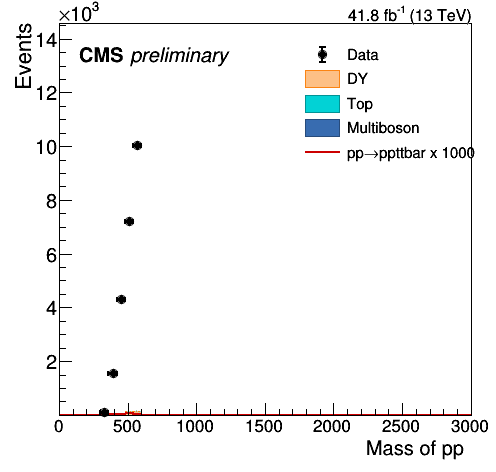 ×10³
41.8 fb⁻¹ (13 TeV)
Events
CMS preliminary
Data
DY
Top
Multiboson
pp→ppttbar x 1000
14
12
10
8
6
4
2
0 500 1000 1500 2000 2500 3000
Mass of pp